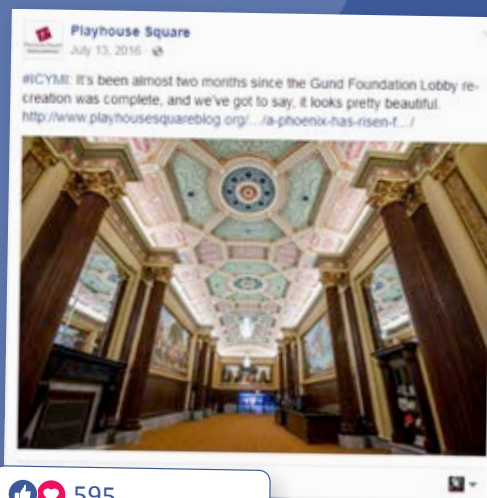 Playhouse Square
July 13, 2016
#ICYMI: It's been almost two months since the Gund Foundation Lobby re-
creation was complete, and we've got to say, it looks pretty beautiful.
http://www.playhousesquareblog.org/.../a-phoenix-has-risen-f.../
595